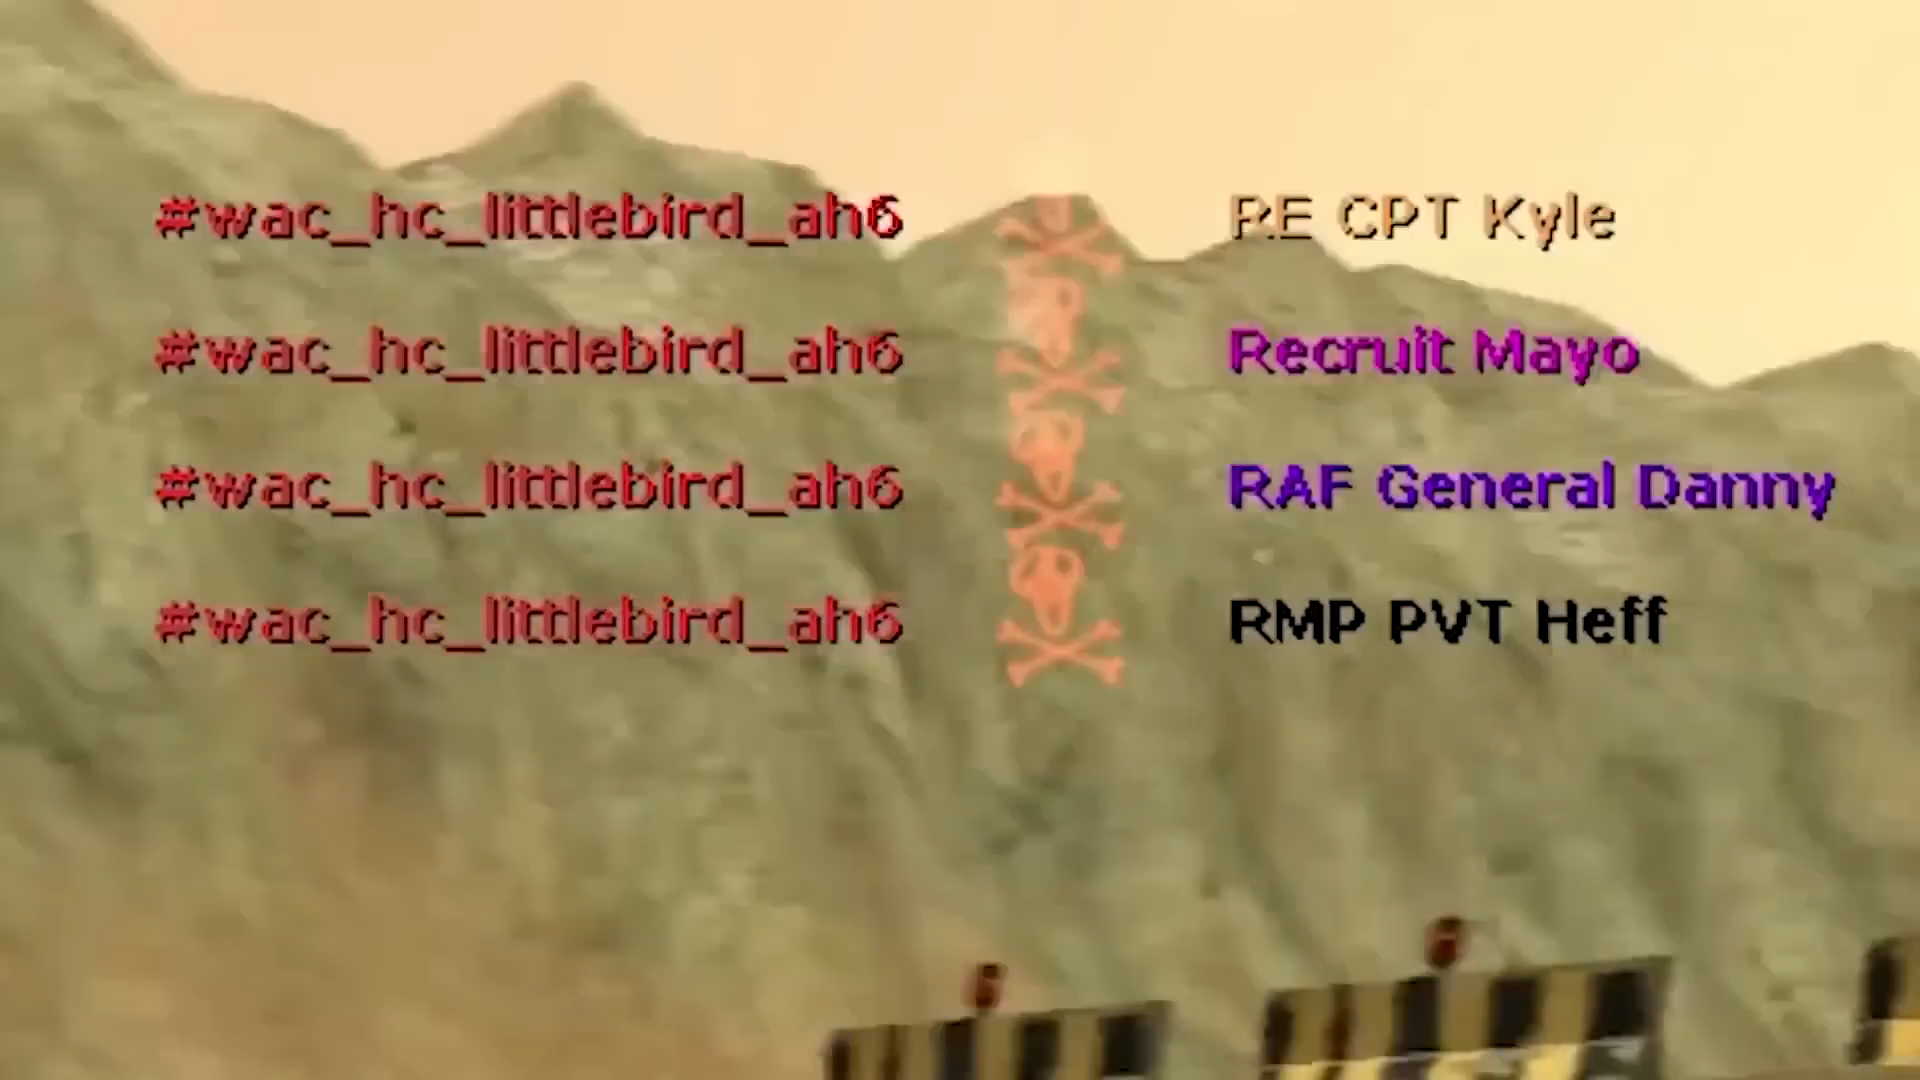 #wac_hc_littlebird_ah6 RE CPT Kyle
#wac_hc_littlebird_ah6 Recruit Mayo
#wac_hc_littlebird_ah6 RAF General Danny
#wac_hc_littlebird_ah6 RMP PVT Heff